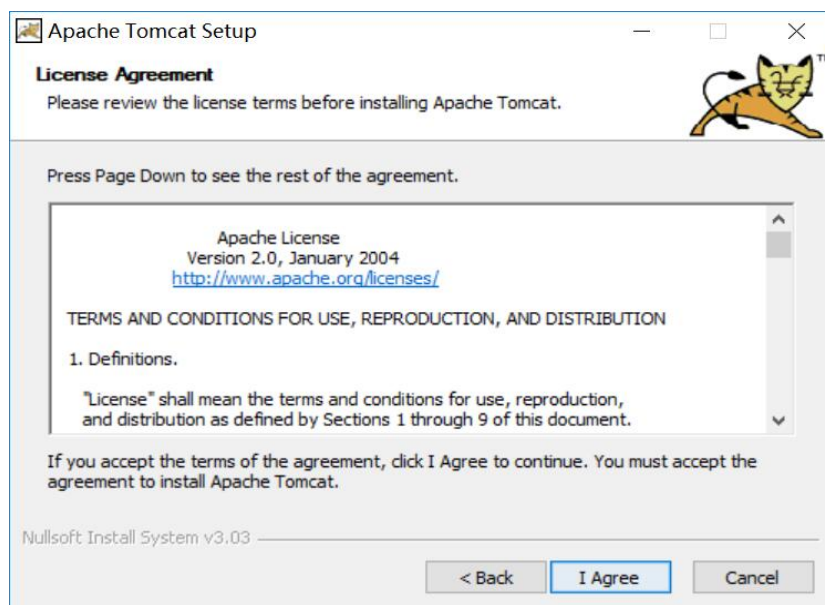 Apache Tomcat Setup
License Agreement
Please review the license terms before installing Apache Tomcat.
TM
Press Page Down to see the rest of the agreement.
Apache License
Version 2.0, January 2004
http://www.apache.org/licenses/
TERMS AND CONDITIONS FOR USE, REPRODUCTION, AND DISTRIBUTION
1. Definitions.
"License" shall mean the terms and conditions for use, reproduction,
and distribution as defined by Sections 1 through 9 of this document.
If you accept the terms of the agreement, click I Agree to continue. You must accept the
agreement to install Apache Tomcat.
Nullsoft Install System v3.03
< Back
I Agree
Cancel